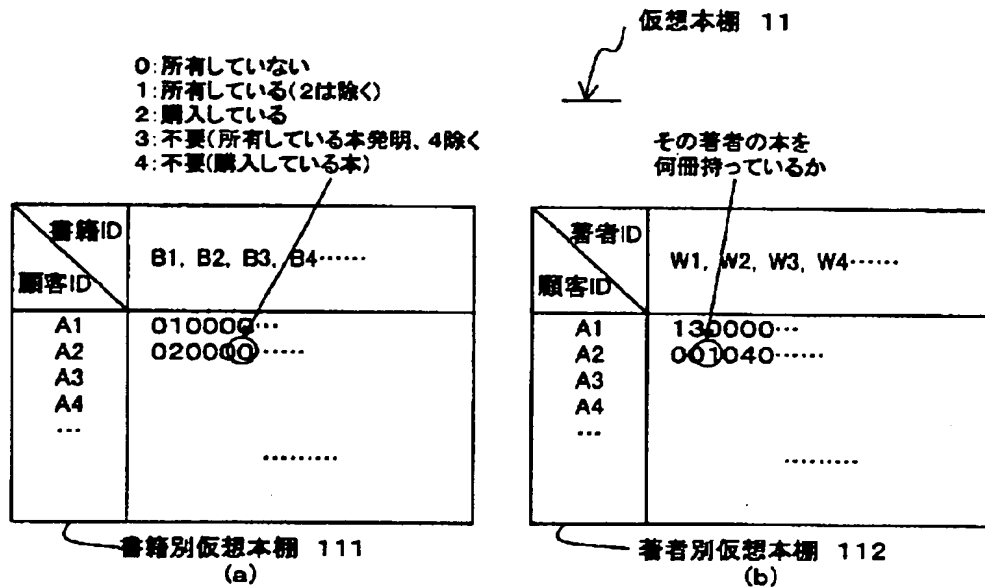 仮想本棚 11
0:所有していない
1:所有している(2は除く)
2:購入している
3:不要(所有している本発明、4除く
4:不要(購入している本)
その著者の本を
何冊持っているか
書籍ID
顧客ID
B1, B2, B3, B4……
A1 010000…
A2 020000……
A3
A4
…
………
書籍別仮想本棚 111
(a)
著者ID
顧客ID
W1, W2, W3, W4……
A1 130000…
A2 001040……
A3
A4
…
………
著者別仮想本棚 112
(b)